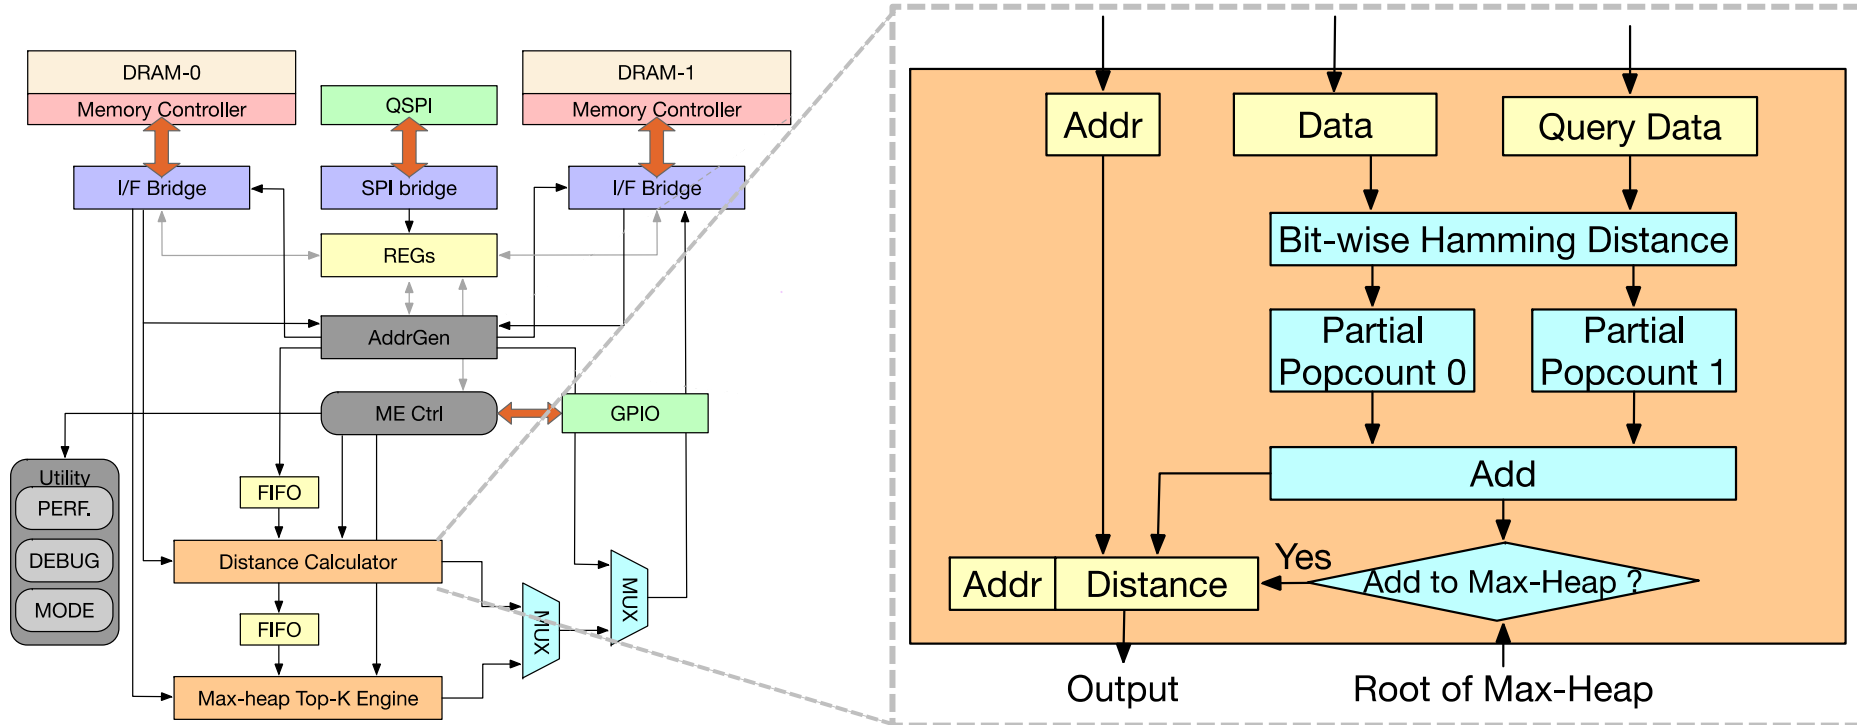 DRAM-0
Memory Controller
QSPI
DRAM-1
Memory Controller
I/F Bridge
SPI bridge
I/F Bridge
REGs
AddrGen
ME Ctrl
GPIO
Utility
PERF.
DEBUG
MODE
FIFO
Distance Calculator
FIFO
Max-heap Top-K Engine
MUX
MUX
Addr
Data
Query Data
Bit-wise Hamming Distance
Partial
Popcount 0
Partial
Popcount 1
Add
Addr
Distance
Yes
Add to Max-Heap ?
Output
Root of Max-Heap